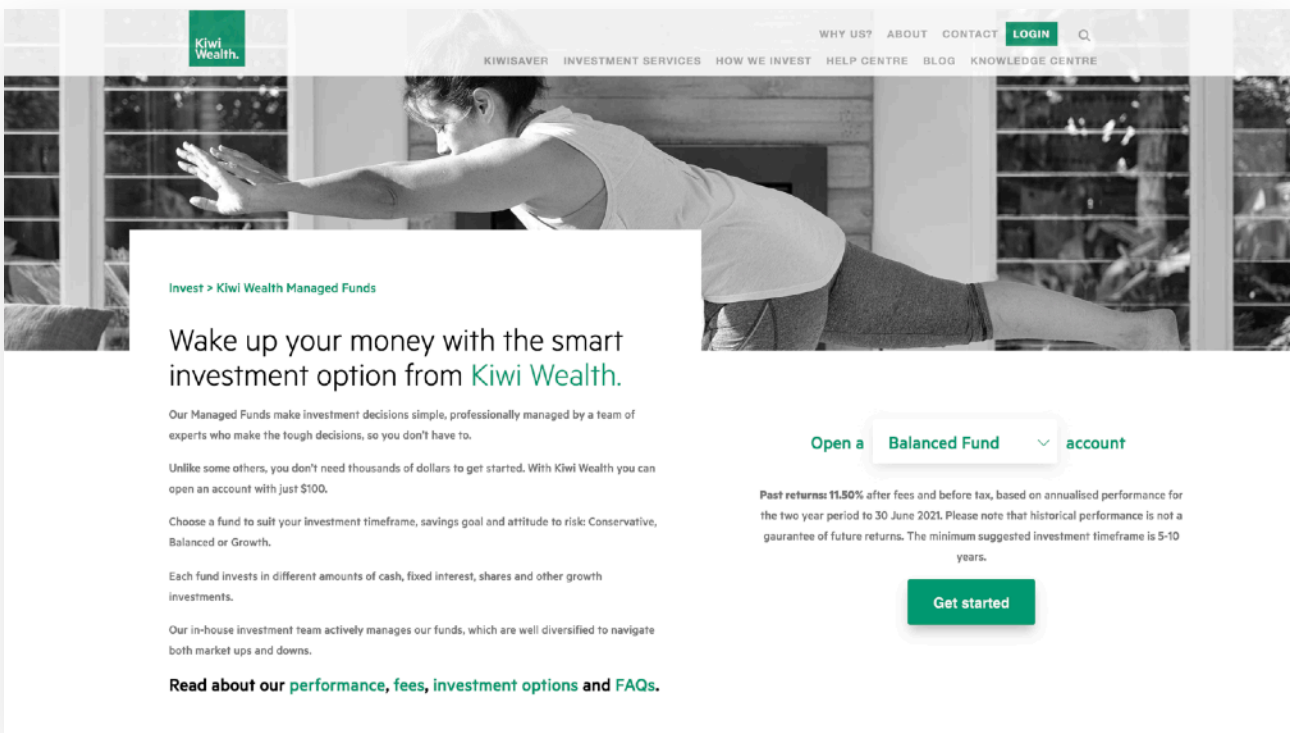 Kiwi
Wealth.
WHY US? ABOUT CONTACT LOGIN
KIWISAVER INVESTMENT SERVICES HOW WE INVEST HELP CENTRE BLOG KNOWLEDGE CENTRE
Invest > Kiwi Wealth Managed Funds
Wake up your money with the smart
investment option from Kiwi Wealth.
Our Managed Funds make investment decisions simple, professionally managed by a team of
experts who make the tough decisions, so you don't have to.
Unlike some others, you don't need thousands of dollars to get started. With Kiwi Wealth you can
open an account with just $100.
Choose a fund to suit your investment timeframe, savings goal and attitude to risk: Conservative,
Balanced or Growth.
Each fund invests in different amounts of cash, fixed interest, shares and other growth
investments.
Our in-house investment team actively manages our funds, which are well diversified to navigate
both market ups and downs.
Read about our performance, fees, investment options and FAQs.
Open a Balanced Fund account
Past returns: 11.50% after fees and before tax, based on annualised performance for
the two year period to 30 June 2021. Please note that historical performance is not a
gaurantee of future returns. The minimum suggested investment timeframe is 5-10
years.
Get started